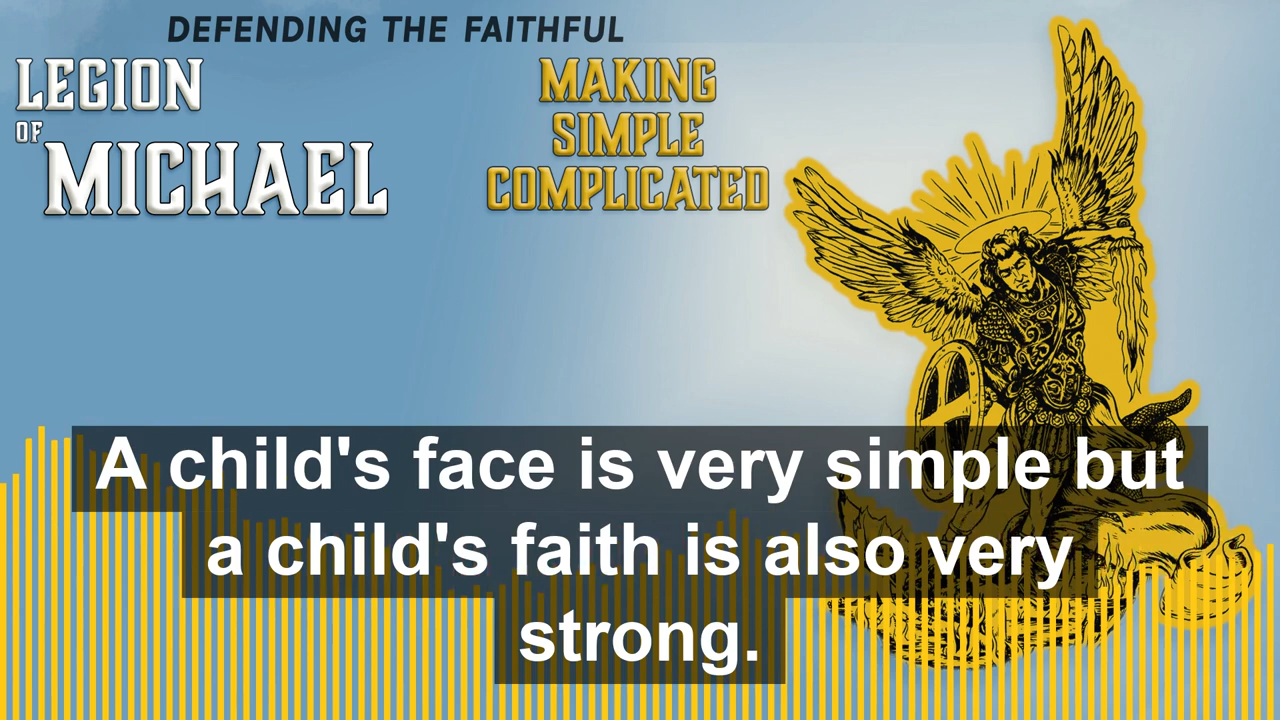 DEFENDING THE FAITHFUL
LEGION
OF
MICHAEL
MAKING
SIMPLE
COMPLICATED
A child's face is very simple but
a child's faith is also very
strong.